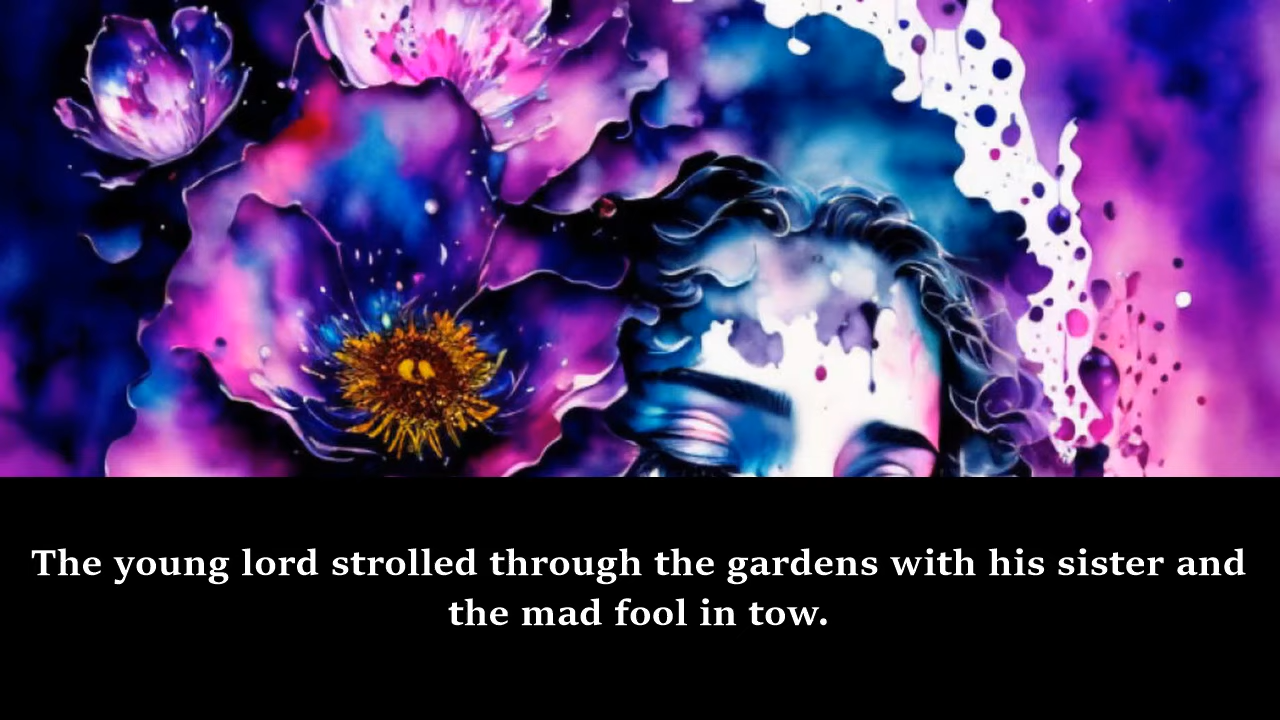 The young lord strolled through the gardens with his sister and
the mad fool in tow.